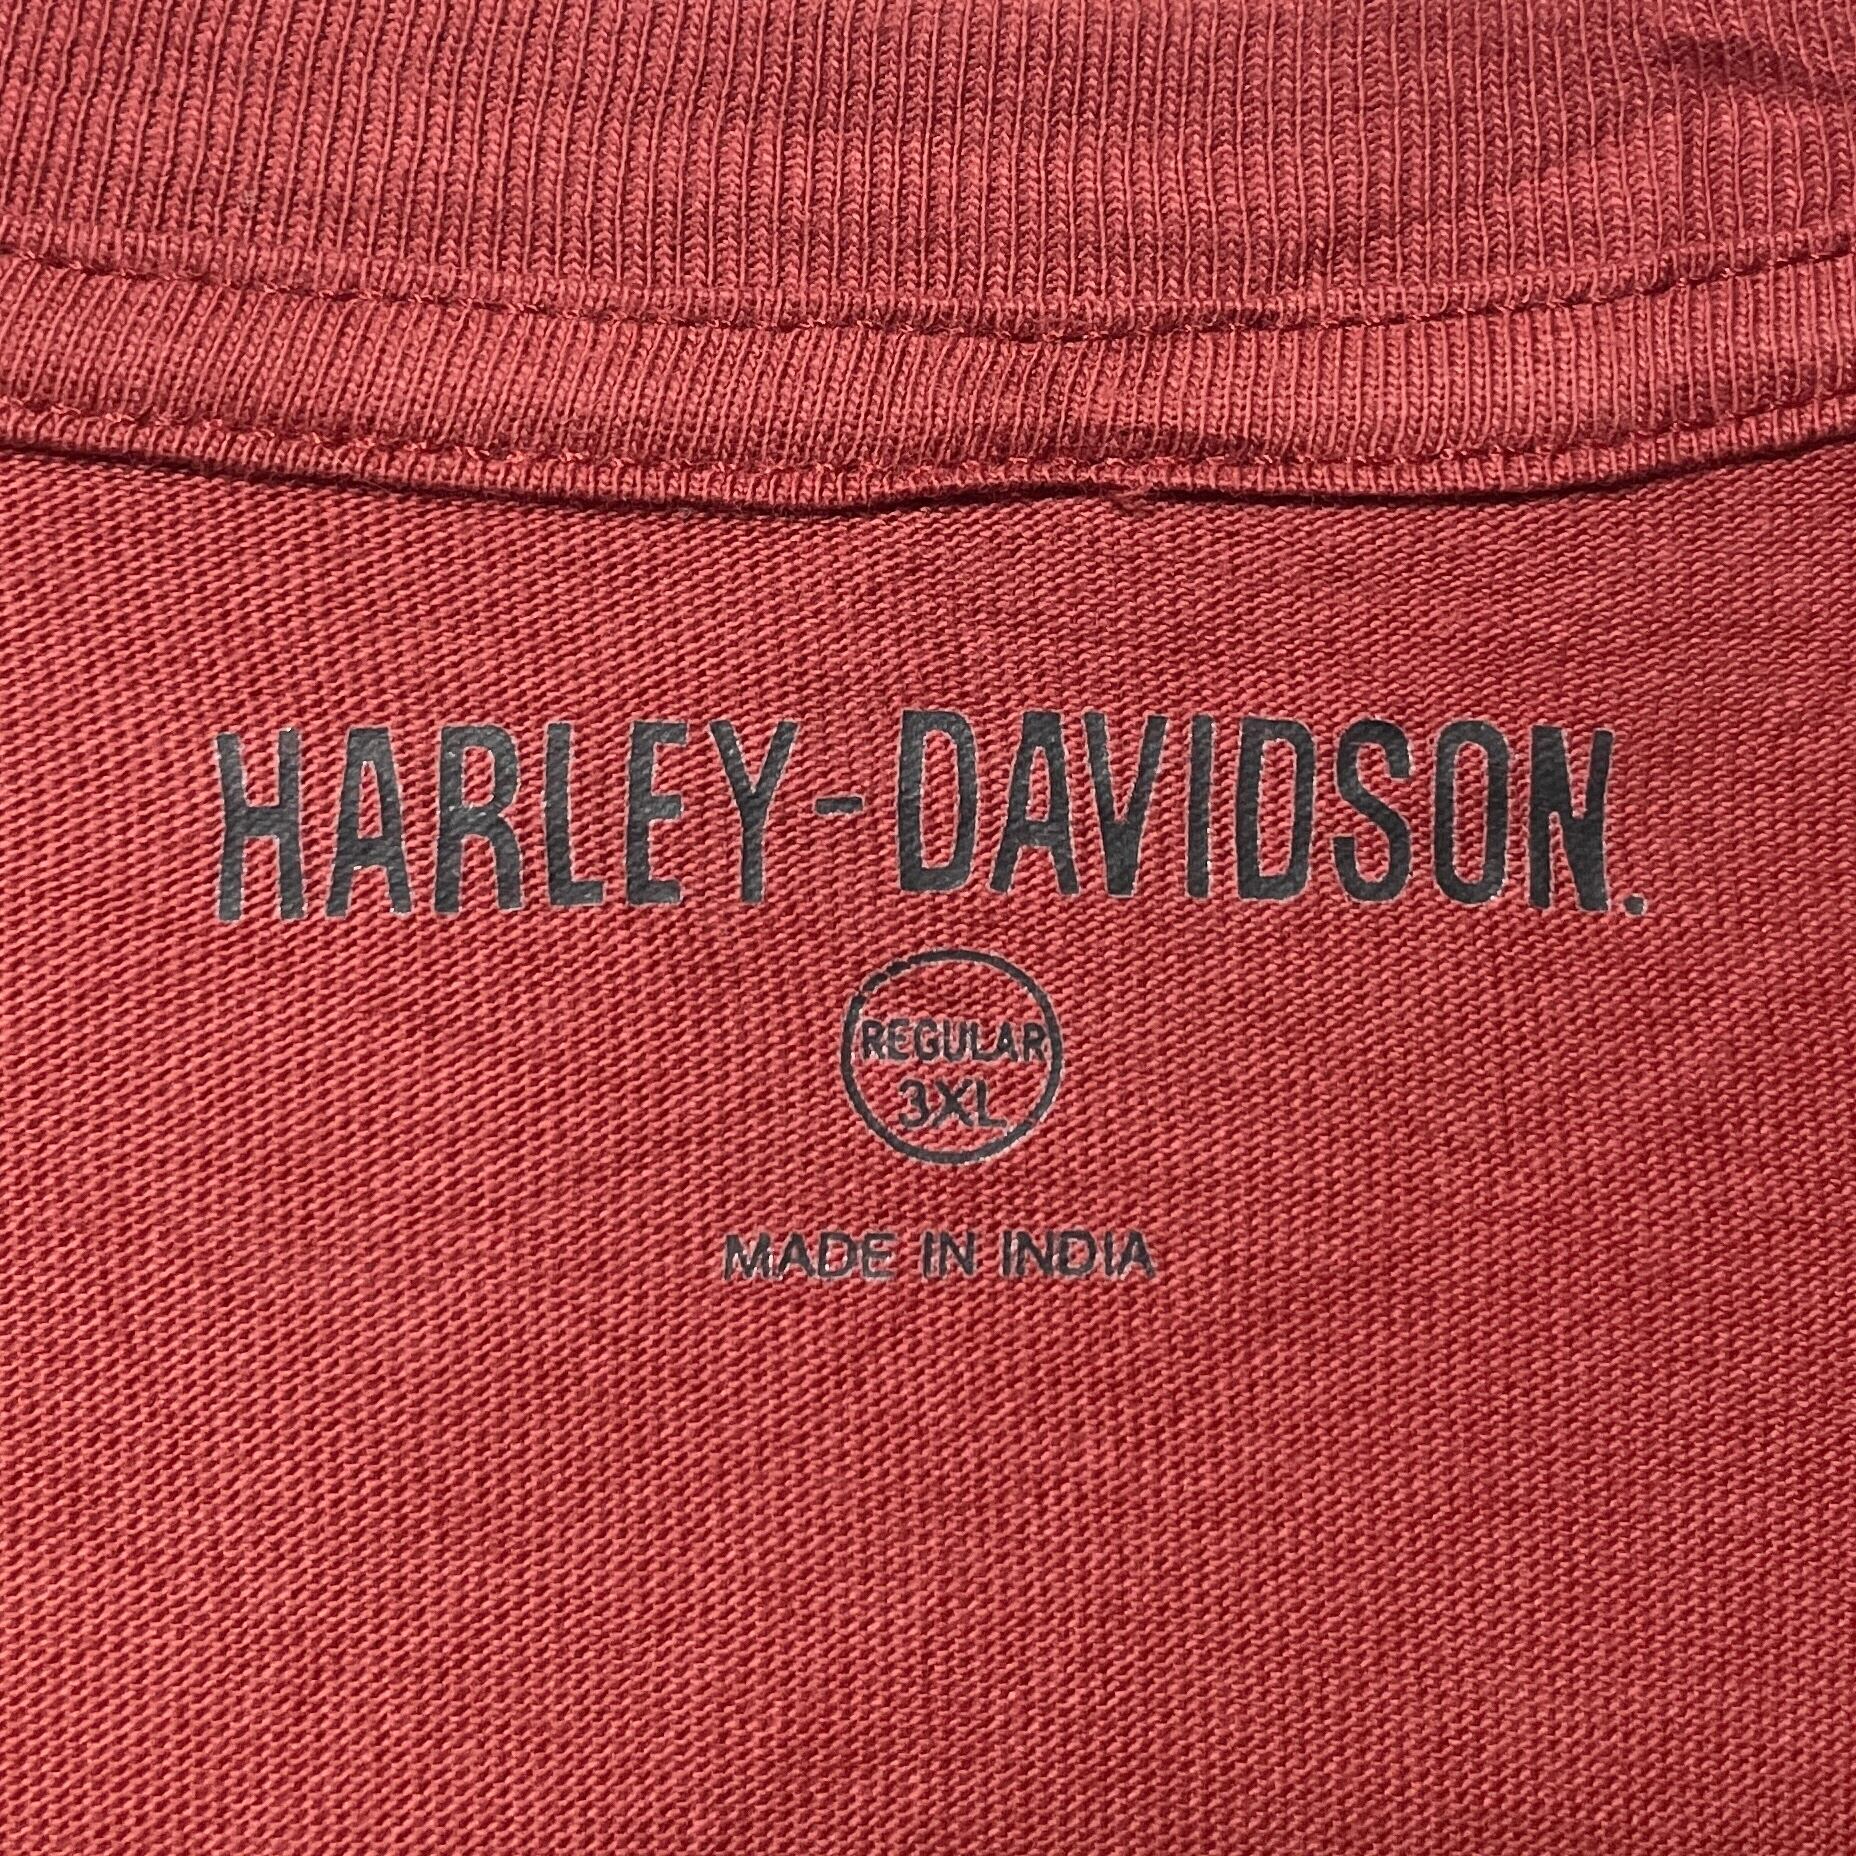 HARLEY-DAVIDSON.
REGULAR
3XL
MADE IN INDIA